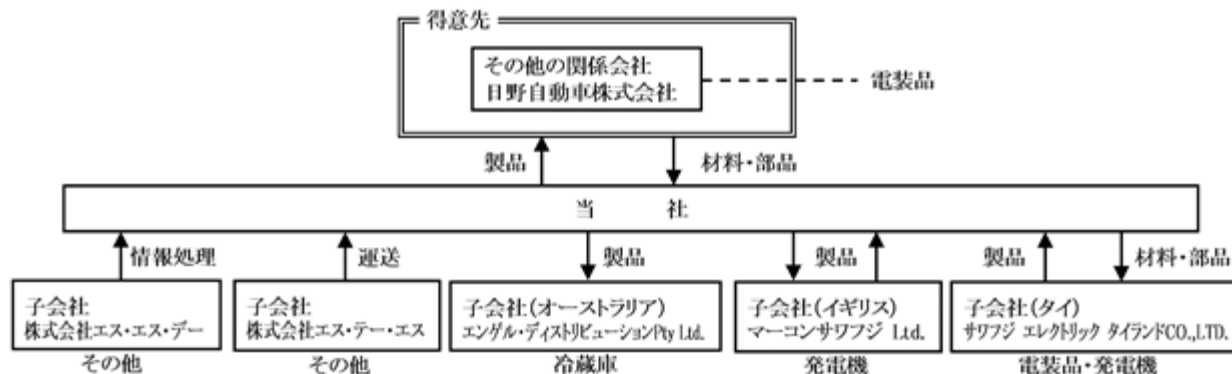 得意先
その他の関係会社
日野自動車株式会社
電装品
製品
材料・部品
当 社
情報処理
運送
製品
製品
製品
材料・部品
子会社
株式会社エス・エス・デー
子会社
株式会社エス・テー・エス
子会社(オーストラリア)
エンゲル・ディストリビューションPty Ltd.
子会社(イギリス)
マーコンサワフジ Ltd.
子会社(タイ)
サワフジ エレクトリック タイランドCO.,LTD.
その他
その他
冷蔵庫
発電機
電装品・発電機